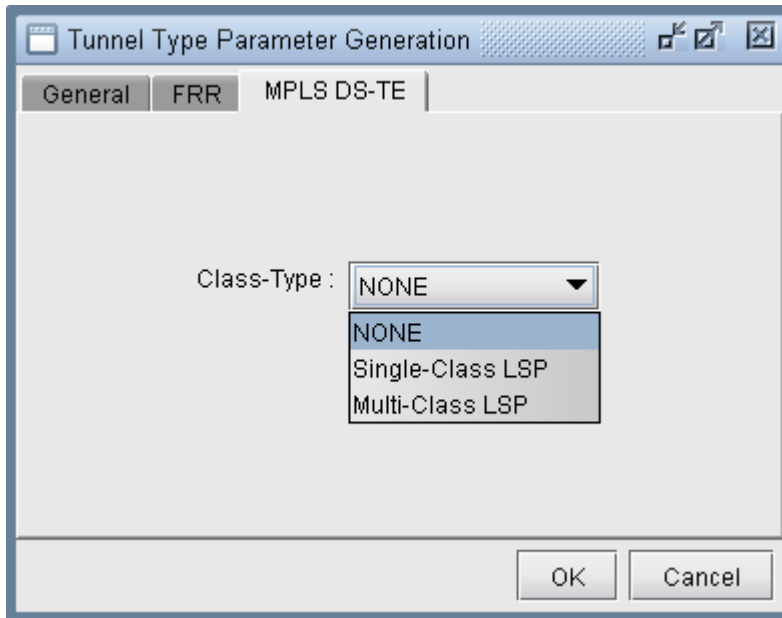 Tunnel Type Parameter Generation
General FRR MPLS DS-TE
Class-Type : NONE
NONE
Single-Class LSP
Multi-Class LSP
OK Cancel